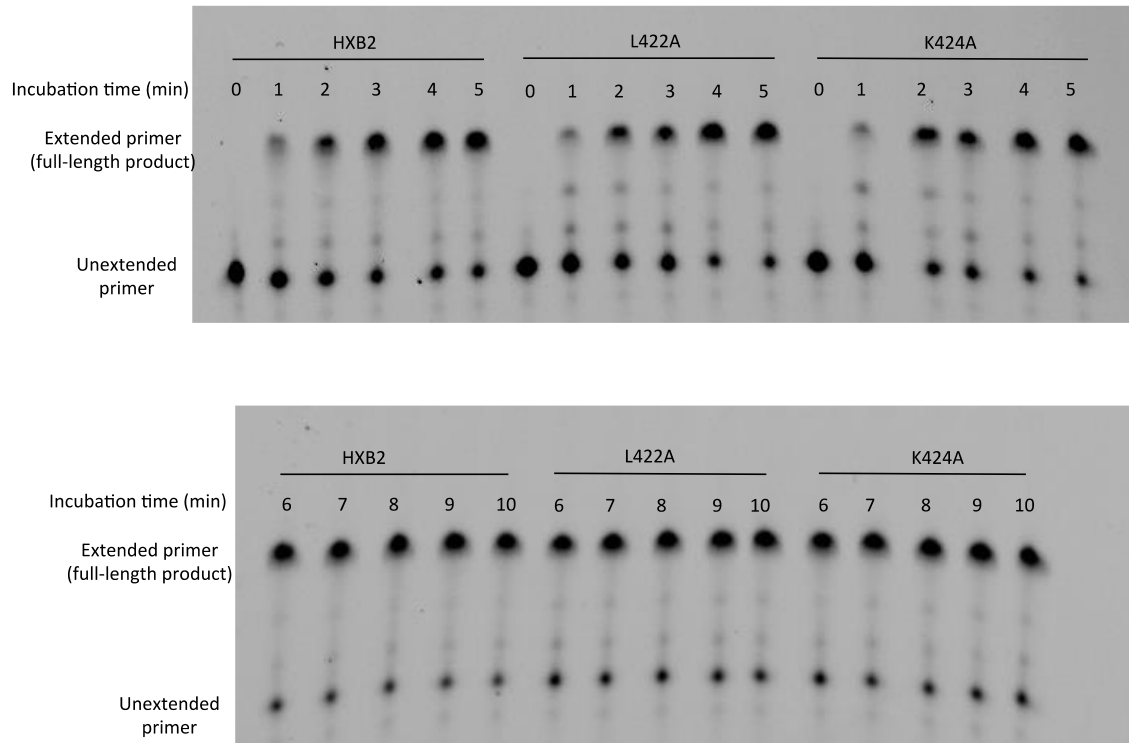 HXB2 L422A K424A
Incubation time (min) 0 1 2 3 4 5 0 1 2 3 4 5 0 1 2 3 4 5
Extended primer
(full-length product)
Unextended
primer
HXB2 L422A K424A
Incubation time (min) 6 7 8 9 10 6 7 8 9 10 6 7 8 9 10
Extended primer
(full-length product)
Unextended
primer